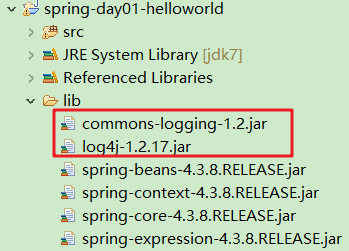 spring-day01-helloworld
src
JRE System Library [jdk7]
Referenced Libraries
lib
commons-logging-1.2.jar
log4j-1.2.17.jar
spring-beans-4.3.8.RELEASE.jar
spring-context-4.3.8.RELEASE.jar
spring-core-4.3.8.RELEASE.jar
spring-expression-4.3.8.RELEASE.jar